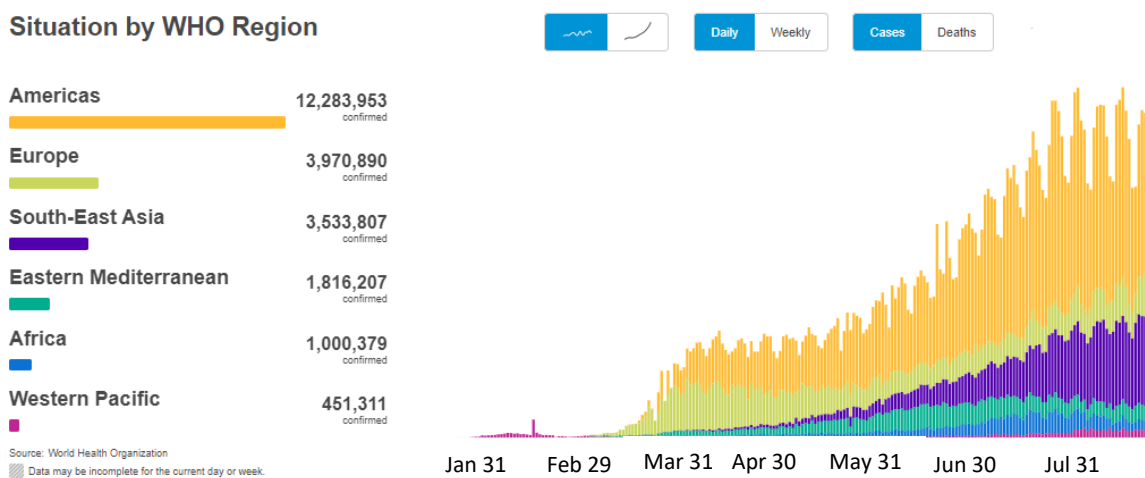 Situation by WHO Region
Daily
Weekly
Cases
Deaths
Americas
12,283,953
confirmed
Europe
3,970,890
confirmed
South-East Asia
3,533,807
confirmed
Eastern Mediterranean
1,816,207
confirmed
Africa
1,000,379
confirmed
Western Pacific
451,311
confirmed
Source: World Health Organization
Data may be incomplete for the current day or week.
Jan 31 Feb 29 Mar 31 Apr 30 May 31 Jun 30 Jul 31